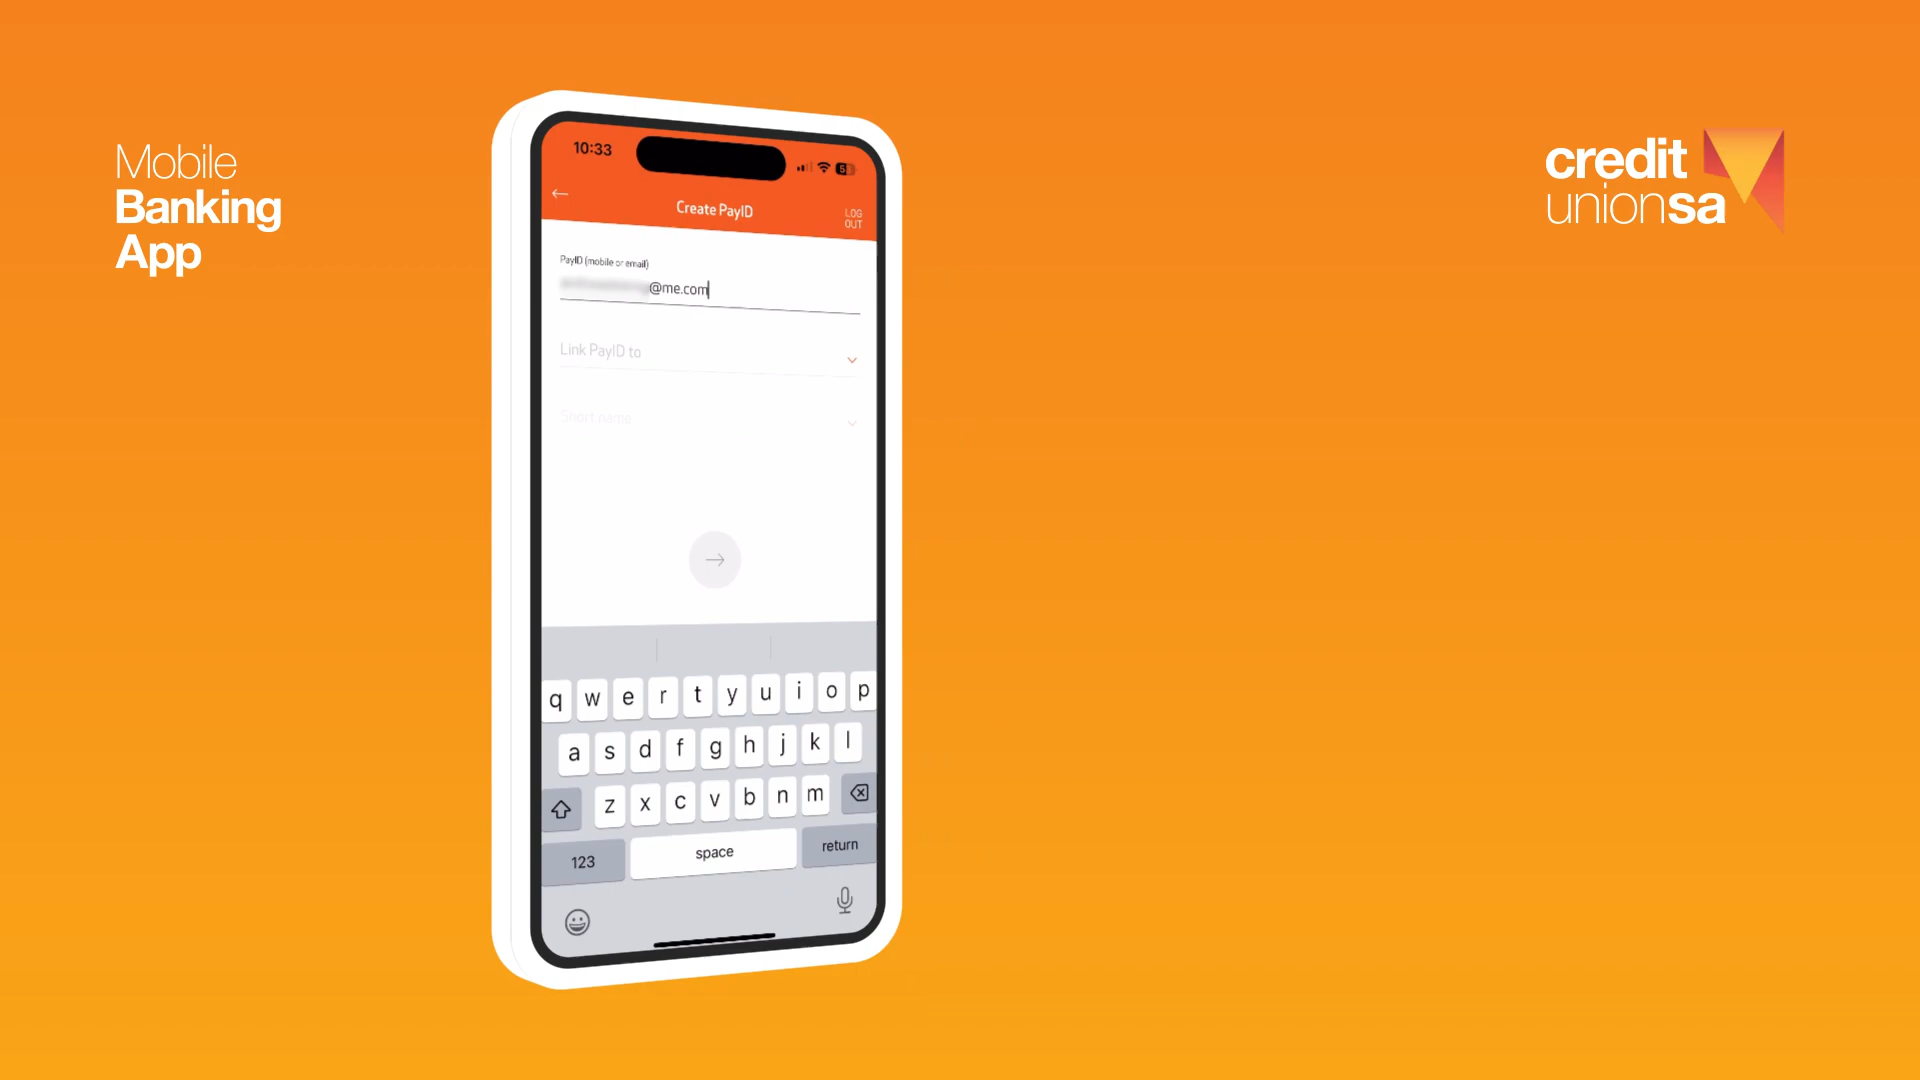 Mobile
Banking
App
credit
unionsa
10:33
Create PayID
LOG
OUT
PayID (mobile or email)
@me.com
Link PayID to
Short name
q w e r t y u i o p
a s d f g h j k l
z x c v b n m
123 space return